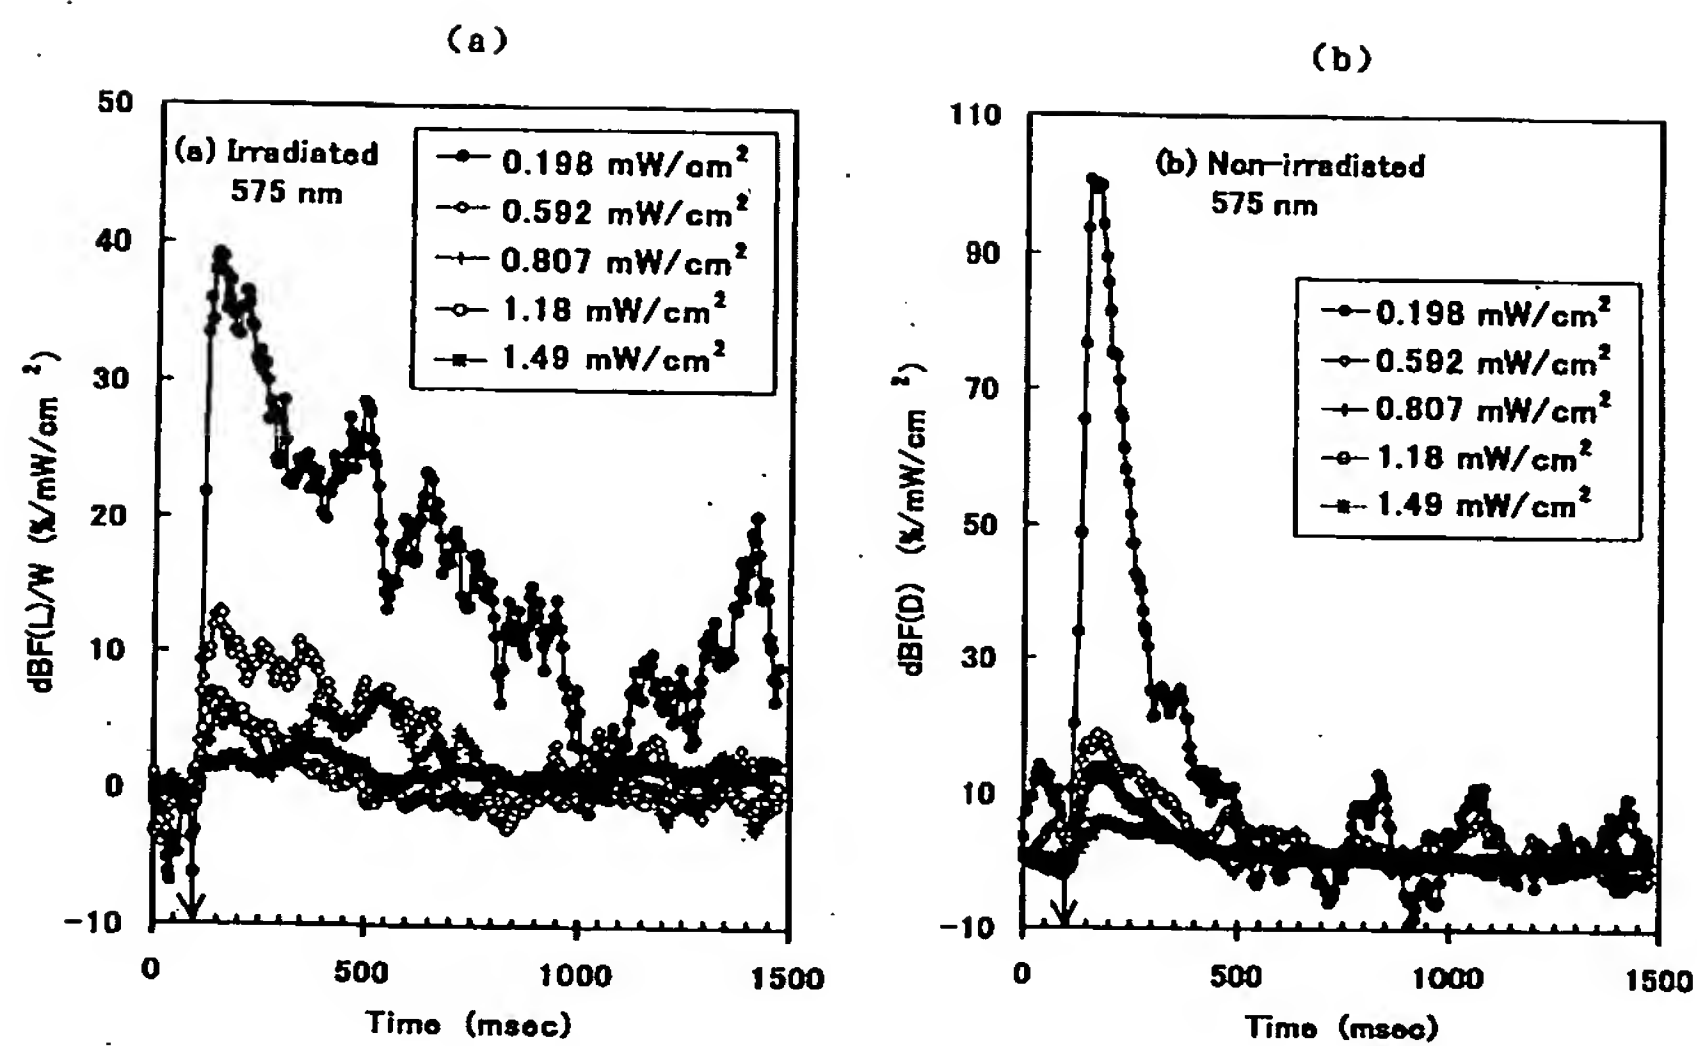 (a)
50
40
30
20
10
0
-10
(a) Irradiated
575 nm
0.198 mW/cm²
0.592 mW/cm²
0.807 mW/cm²
1.18 mW/cm²
1.49 mW/cm²
dBF(L)/W (%/mW/cm ²)
0 500 1000 1500
Time (msec)
(b)
110
90
70
50
30
10
-10
(b) Non-irradiated
575 nm
0.198 mW/cm²
0.592 mW/cm²
0.807 mW/cm²
1.18 mW/cm²
1.49 mW/cm²
dBF(D) (%/mW/cm ²)
0 500 1000 1500
Time (msec)